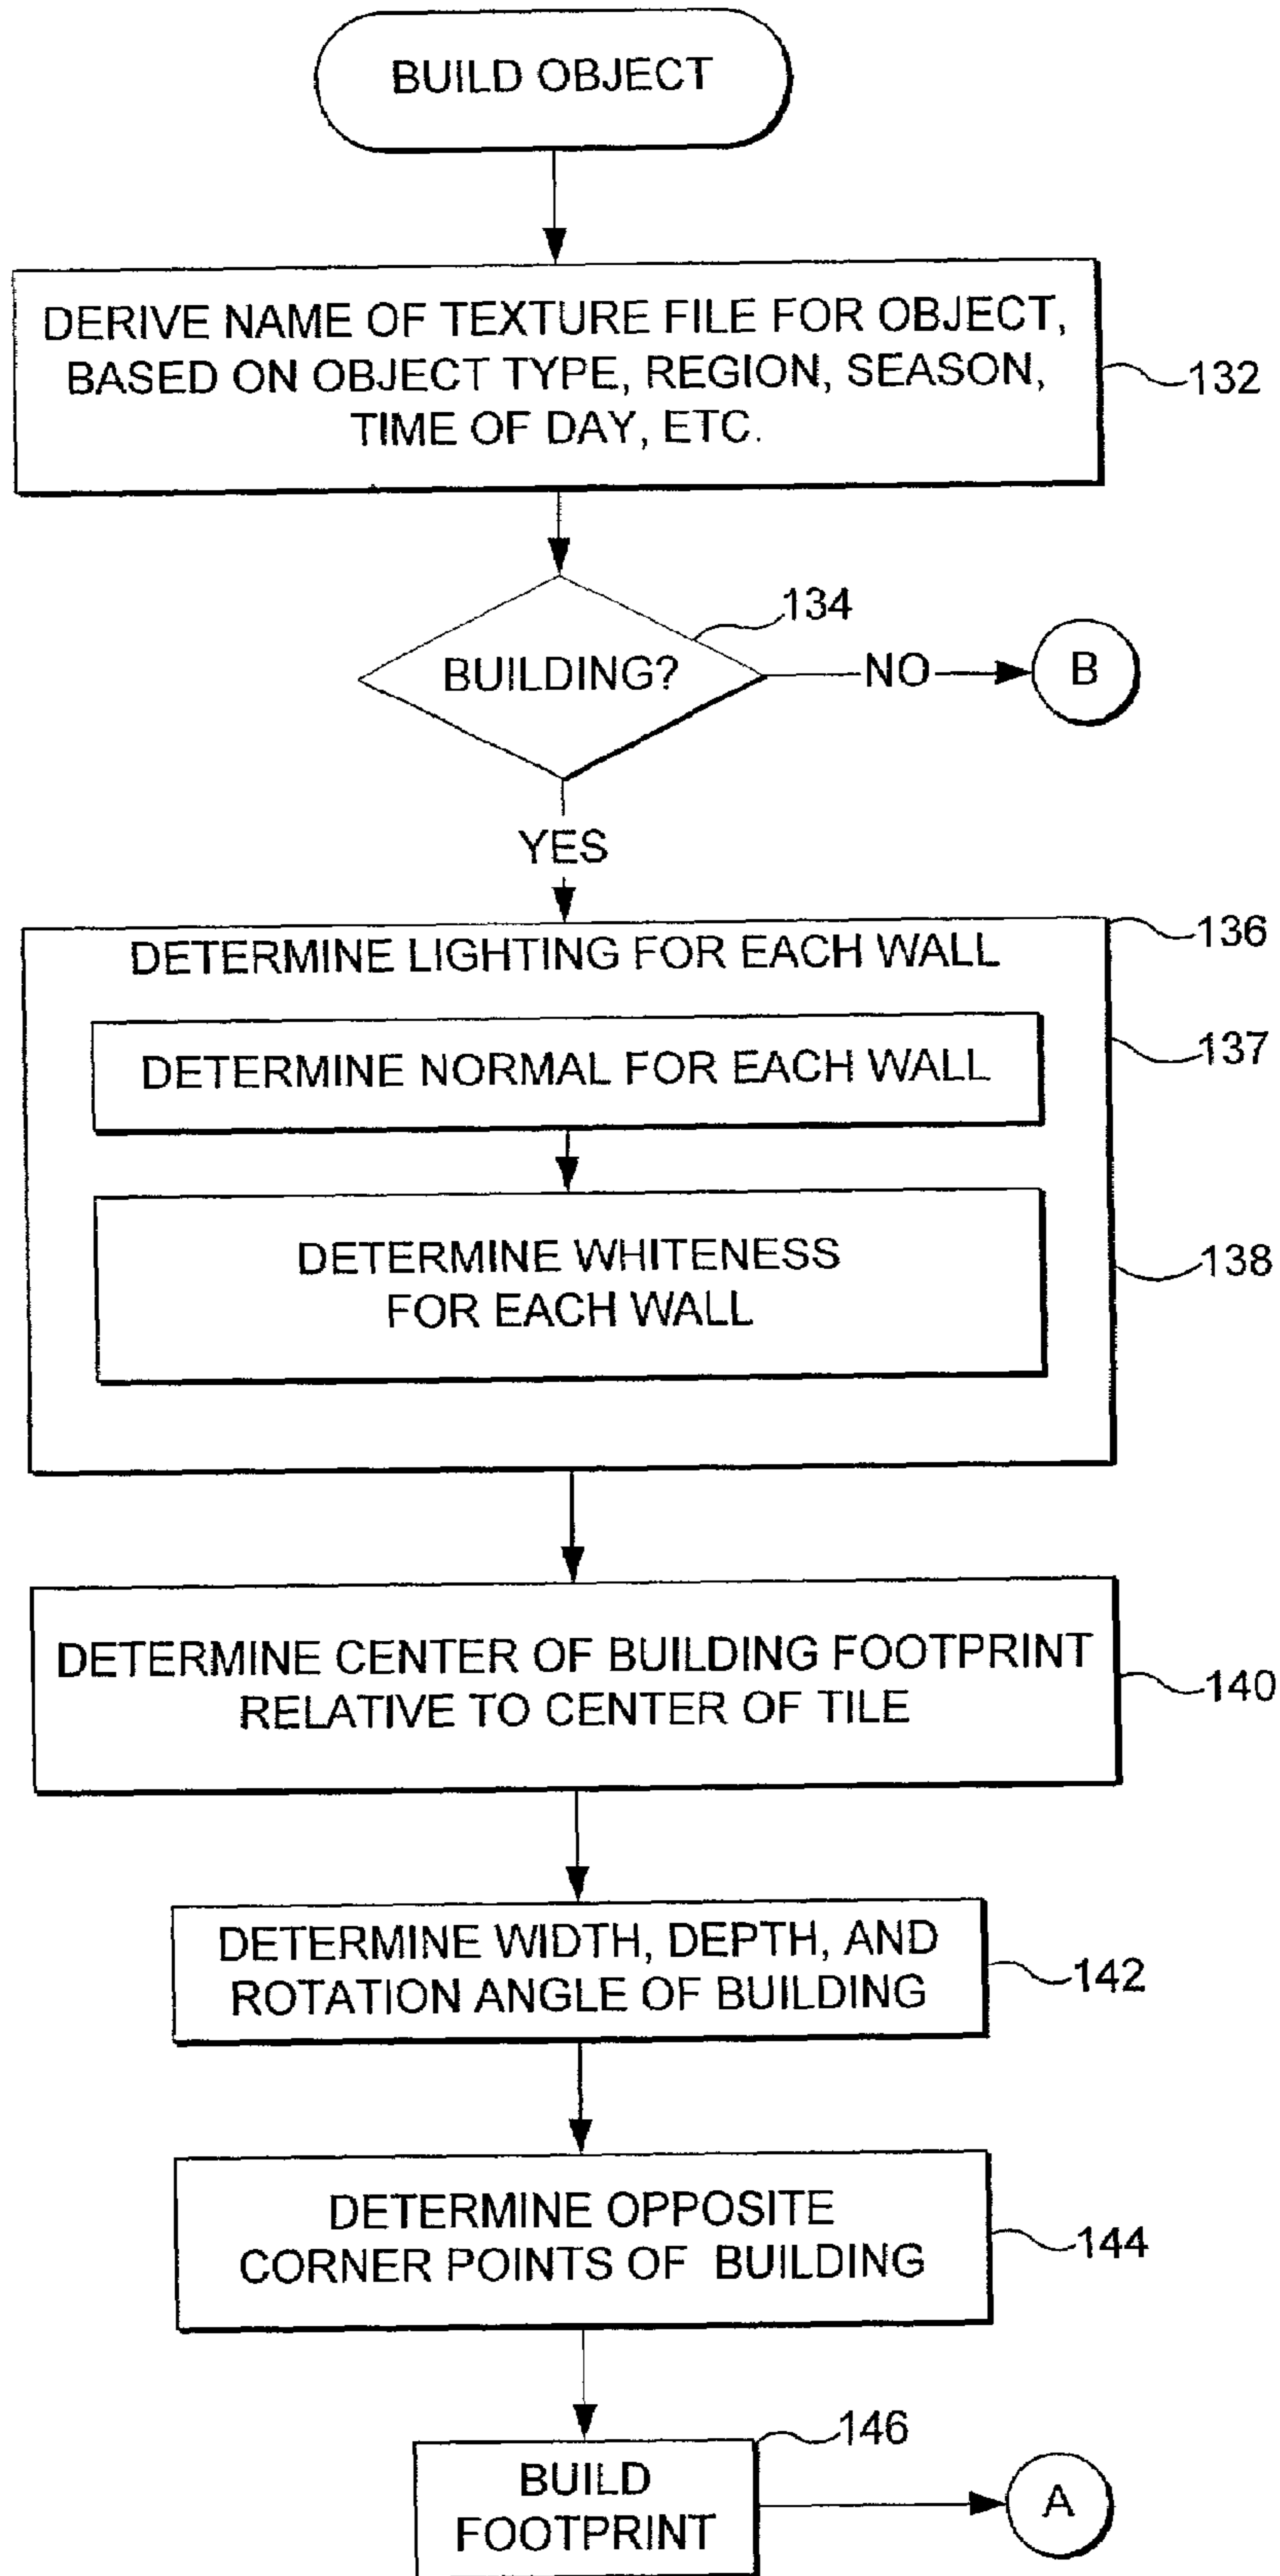 BUILD OBJECT
DERIVE NAME OF TEXTURE FILE FOR OBJECT,
BASED ON OBJECT TYPE, REGION, SEASON,
TIME OF DAY, ETC.
132
134
BUILDING?
NO
B
YES
136
DETERMINE LIGHTING FOR EACH WALL
137
DETERMINE NORMAL FOR EACH WALL
DETERMINE WHITENESS
FOR EACH WALL
138
DETERMINE CENTER OF BUILDING FOOTPRINT
RELATIVE TO CENTER OF TILE
140
DETERMINE WIDTH, DEPTH, AND
ROTATION ANGLE OF BUILDING
142
DETERMINE OPPOSITE
CORNER POINTS OF BUILDING
144
146
BUILD
FOOTPRINT
A